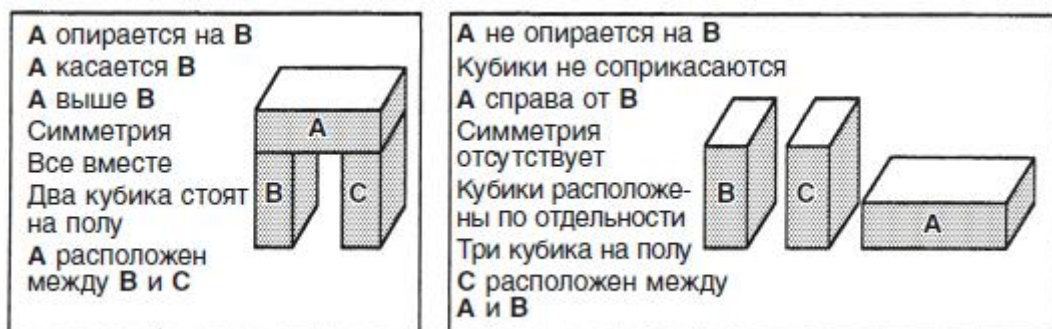 А опирается на В
А касается В
А выше В
Симметрия
Все вместе
Два кубика стоят
на полу
А расположен
между В и С
А
В
С
А не опирается на В
Кубики не соприкасаются
А справа от В
Симметрия
отсутствует
Кубики расположе-
ны по отдельности
Три кубика на полу
С расположен между
А и В
В
С
А